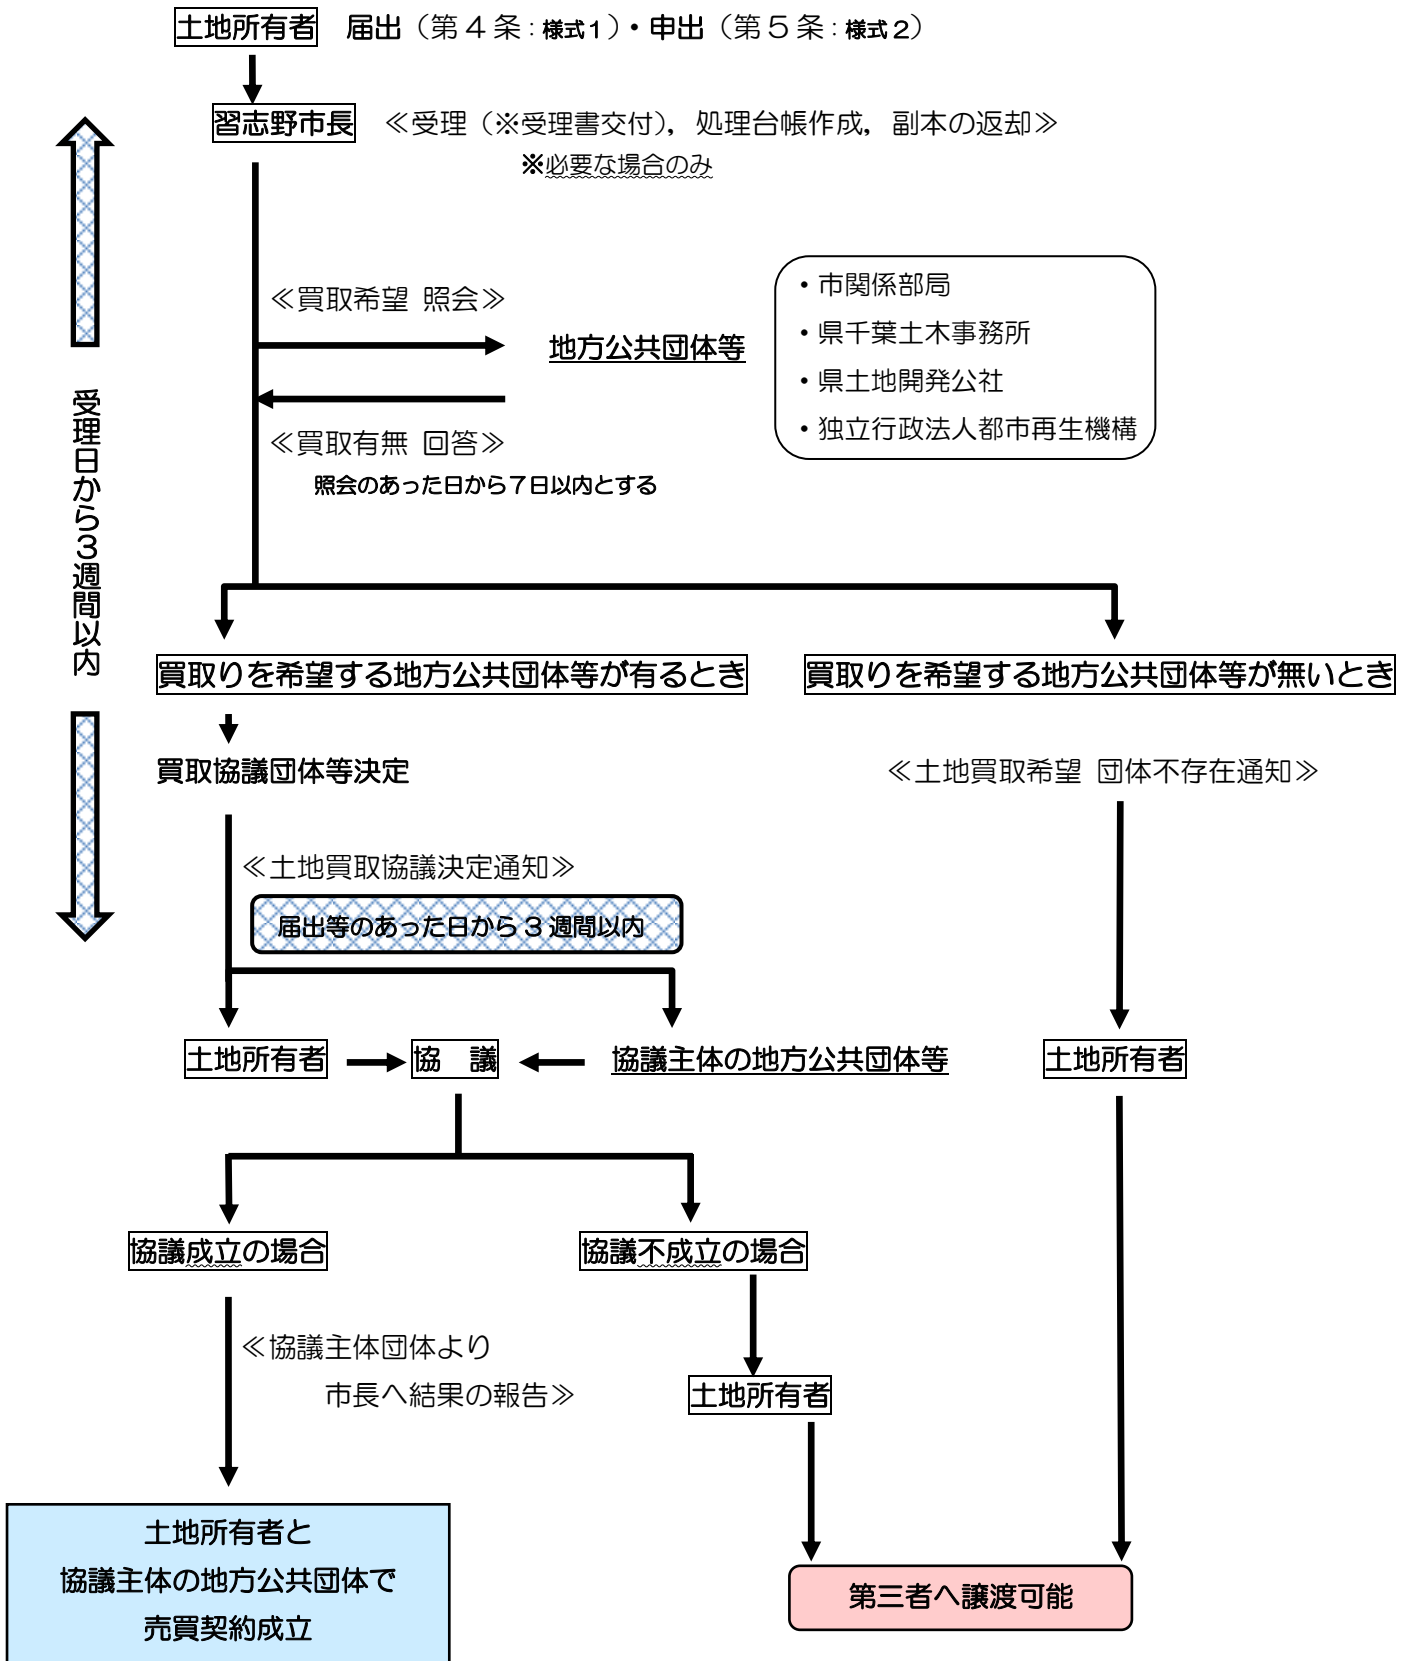 土地所有者 届出（第４条：様式１）・申出（第５条：様式２）
習志野市長 ≪受理（※受理書交付），処理台帳作成，副本の返却≫
※必要な場合のみ
≪買取希望 照会≫
地方公共団体等
・市関係部局
・県千葉土木事務所
・県土地開発公社
・独立行政法人都市再生機構
≪買取有無 回答≫
照会のあった日から７日以内とする
受理日から３週間以内
買取りを希望する地方公共団体等が有るとき
買取りを希望する地方公共団体等が無いとき
買取協議団体等決定
≪土地買取希望 団体不存在通知≫
≪土地買取協議決定通知≫
届出等のあった日から３週間以内
土地所有者
協　議
協議主体の地方公共団体等
土地所有者
協議成立の場合
協議不成立の場合
≪協議主体団体より
市長へ結果の報告≫
土地所有者
土地所有者と
協議主体の地方公共団体で
売買契約成立
第三者へ譲渡可能